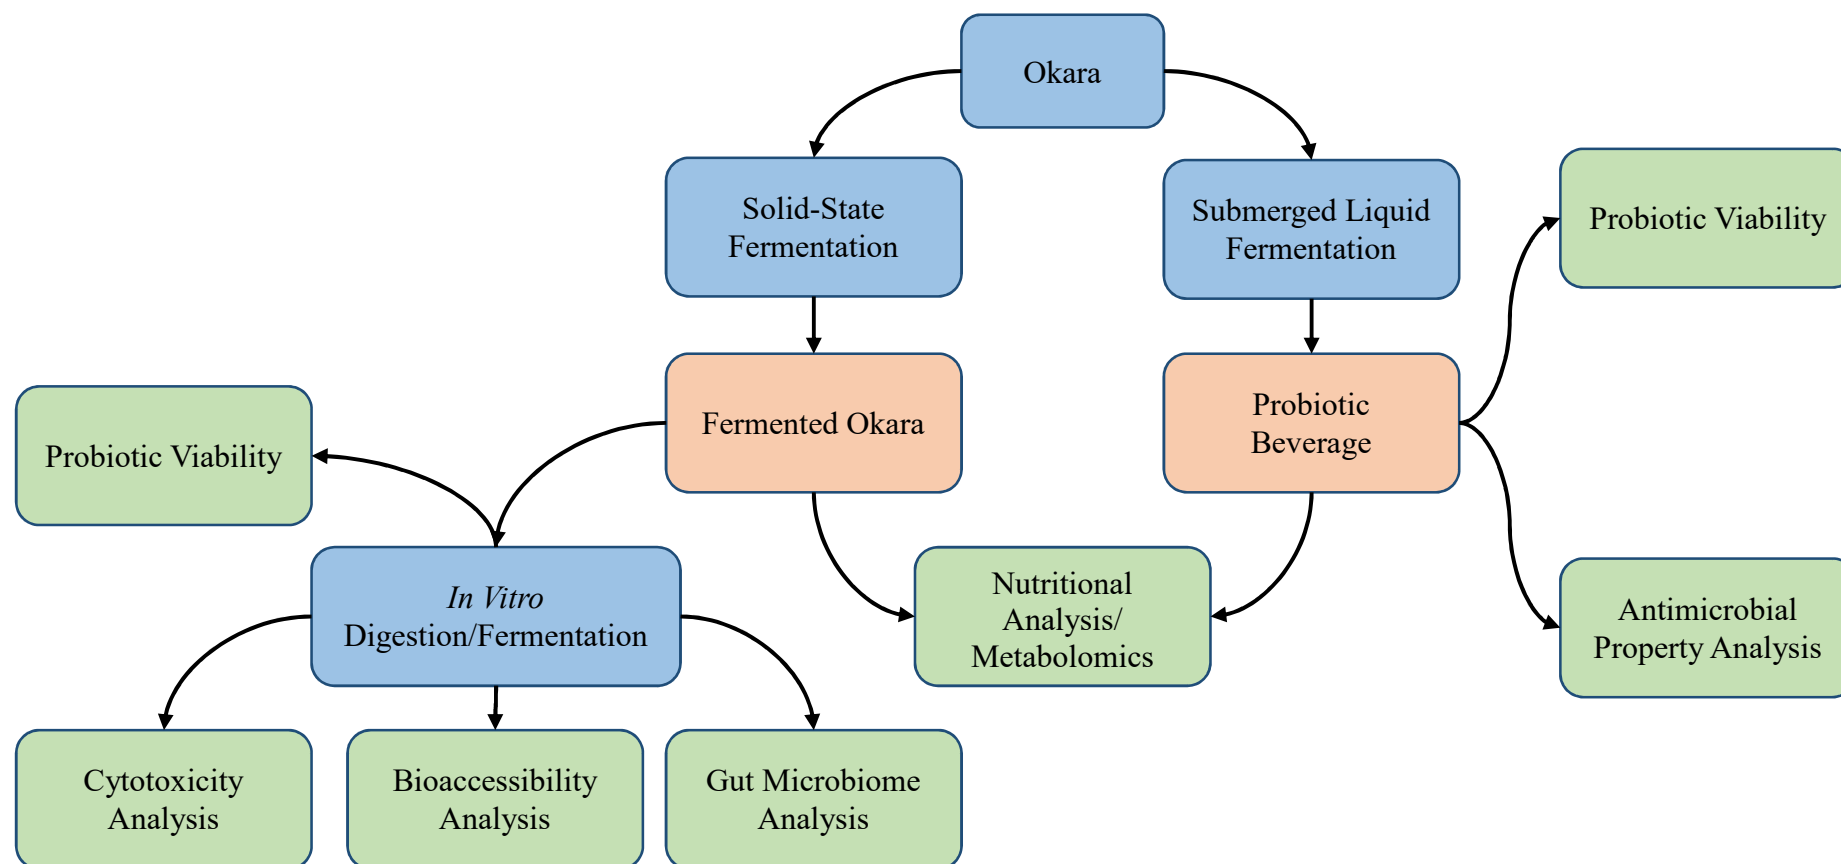 Okara
Solid-State
Fermentation
Submerged Liquid
Fermentation
Probiotic Viability
Fermented Okara
Probiotic
Beverage
Probiotic Viability
In Vitro
Digestion/Fermentation
Nutritional
Analysis/
Metabolomics
Antimicrobial
Property Analysis
Cytotoxicity
Analysis
Bioaccessibility
Analysis
Gut Microbiome
Analysis